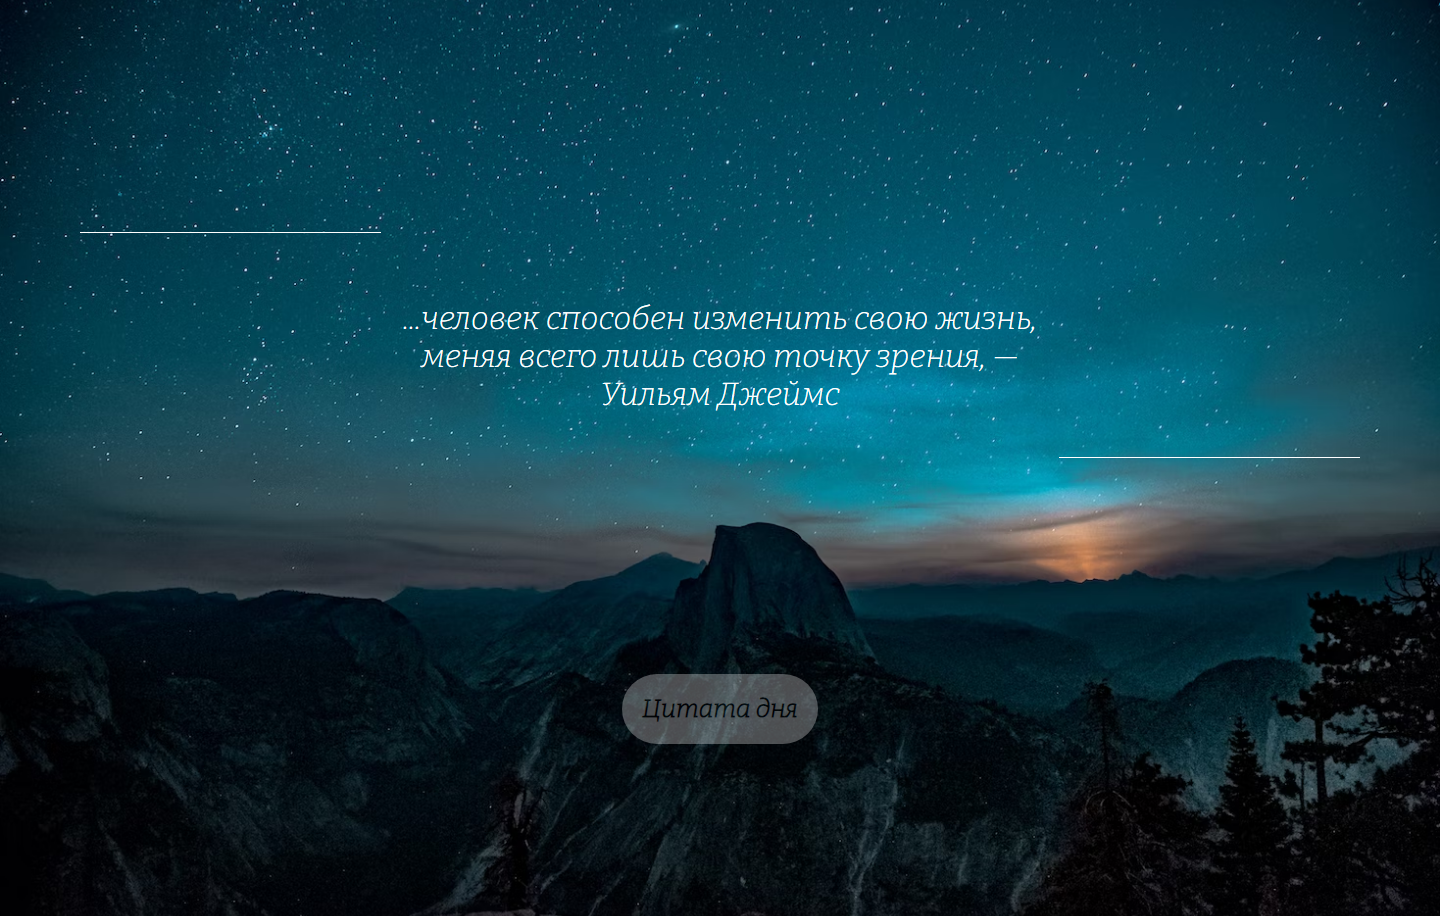 ...человек способен изменить свою жизнь,
меняя всего лишь свою точку зрения, —
Уильям Джеймс
Цитата дня